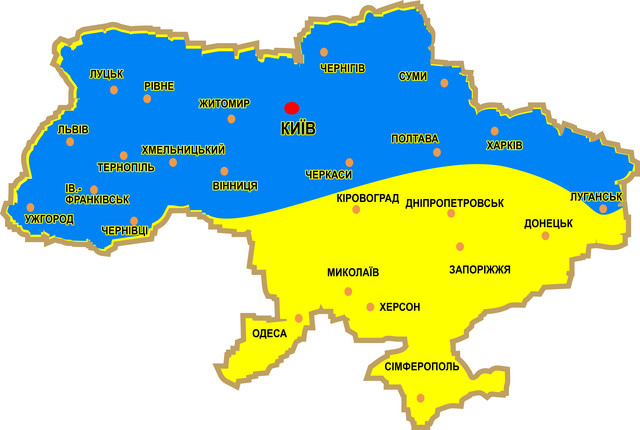 ЧЕРНІГІВ
ЛУЦЬК
СУМИ
РІВНЕ
ЖИТОМИР
КИЇВ
ЛЬВІВ
ПОЛТАВА
ХАРКІВ
ХМЕЛЬНИЦЬКИЙ
ТЕРНОПІЛЬ
ЧЕРКАСИ
ВІННИЦЯ
ІВ.-
ФРАНКІВСЬК
КІРОВОГРАД
ДНІПРОПЕТРОВСЬК
ЛУГАНСЬК
УЖГОРОД
ЧЕРНІВЦІ
ДОНЕЦЬК
МИКОЛАЇВ
ЗАПОРІЖЖЯ
ХЕРСОН
ОДЕСА
СІМФЕРОПОЛЬ